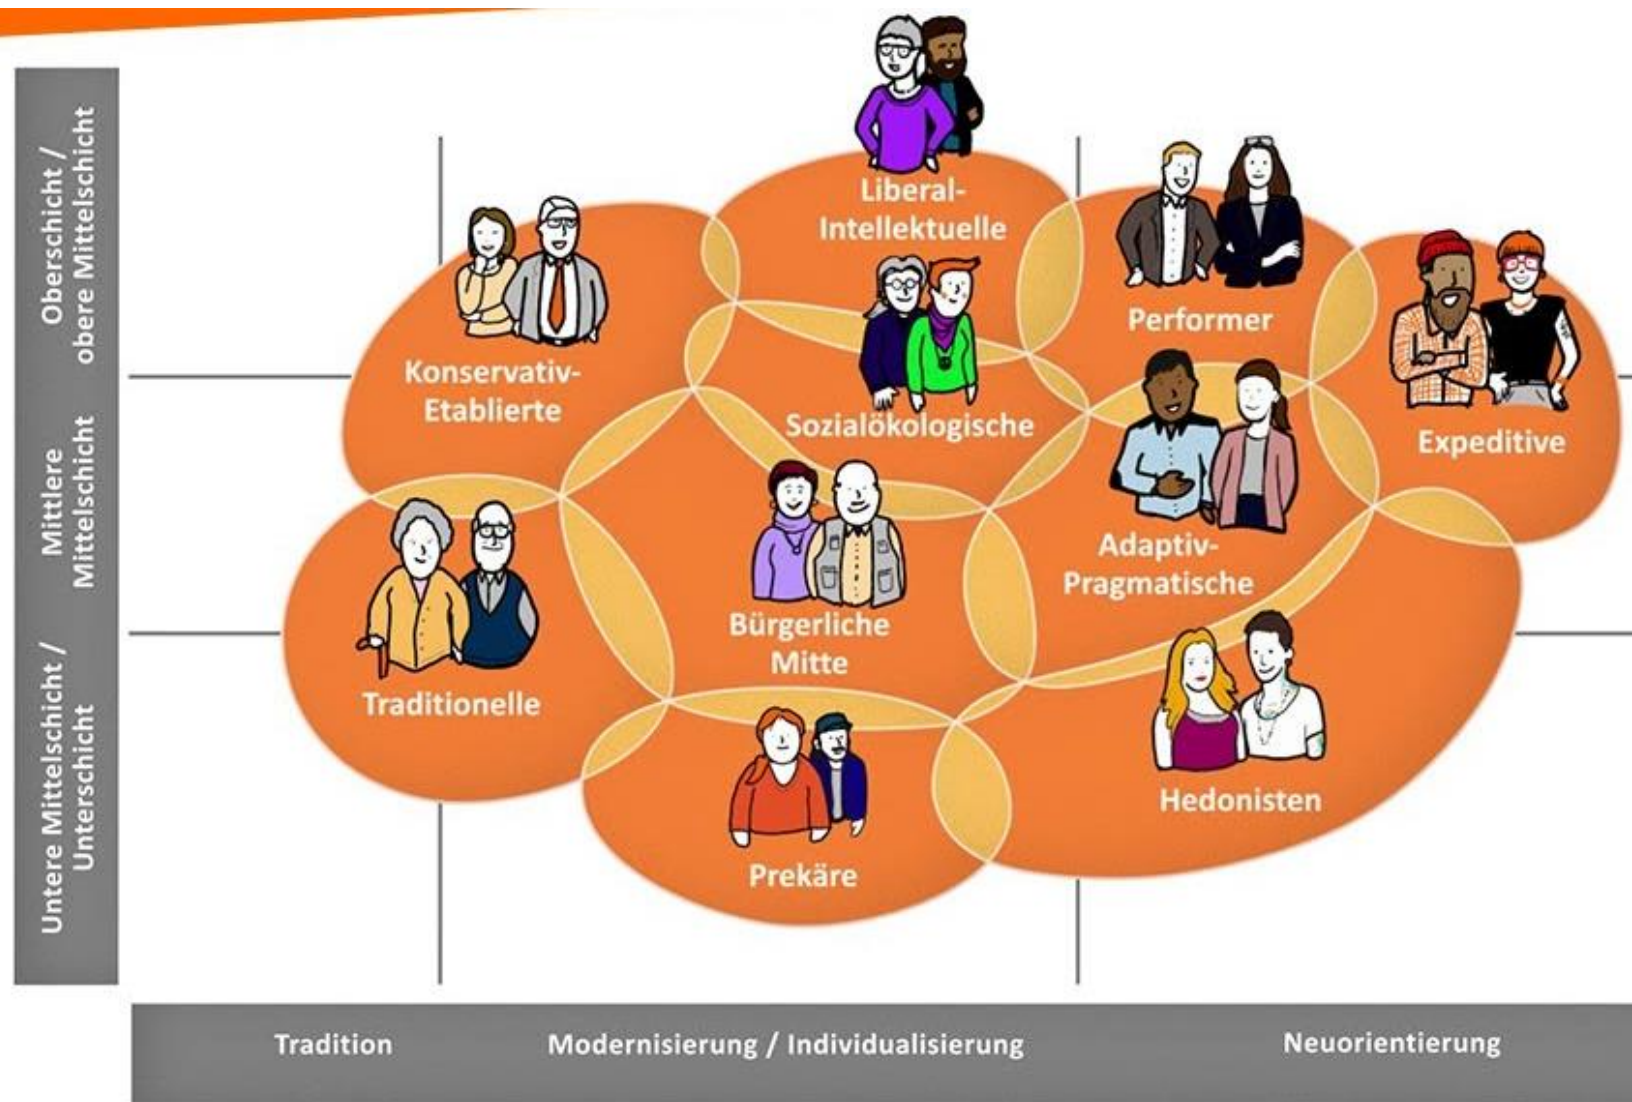 Oberschicht /
obere Mittelschicht
Mittlere
Mittelschicht
Untere Mittelschicht /
Unterschicht
Liberal-
Intellektuelle
Performer
Konservativ-
Etablierte
Sozialökologische
Expeditive
Adaptiv-
Pragmatische
Bürgerliche
Mitte
Traditionelle
Hedonisten
Prekäre
Tradition
Modernisierung / Individualisierung
Neuorientierung